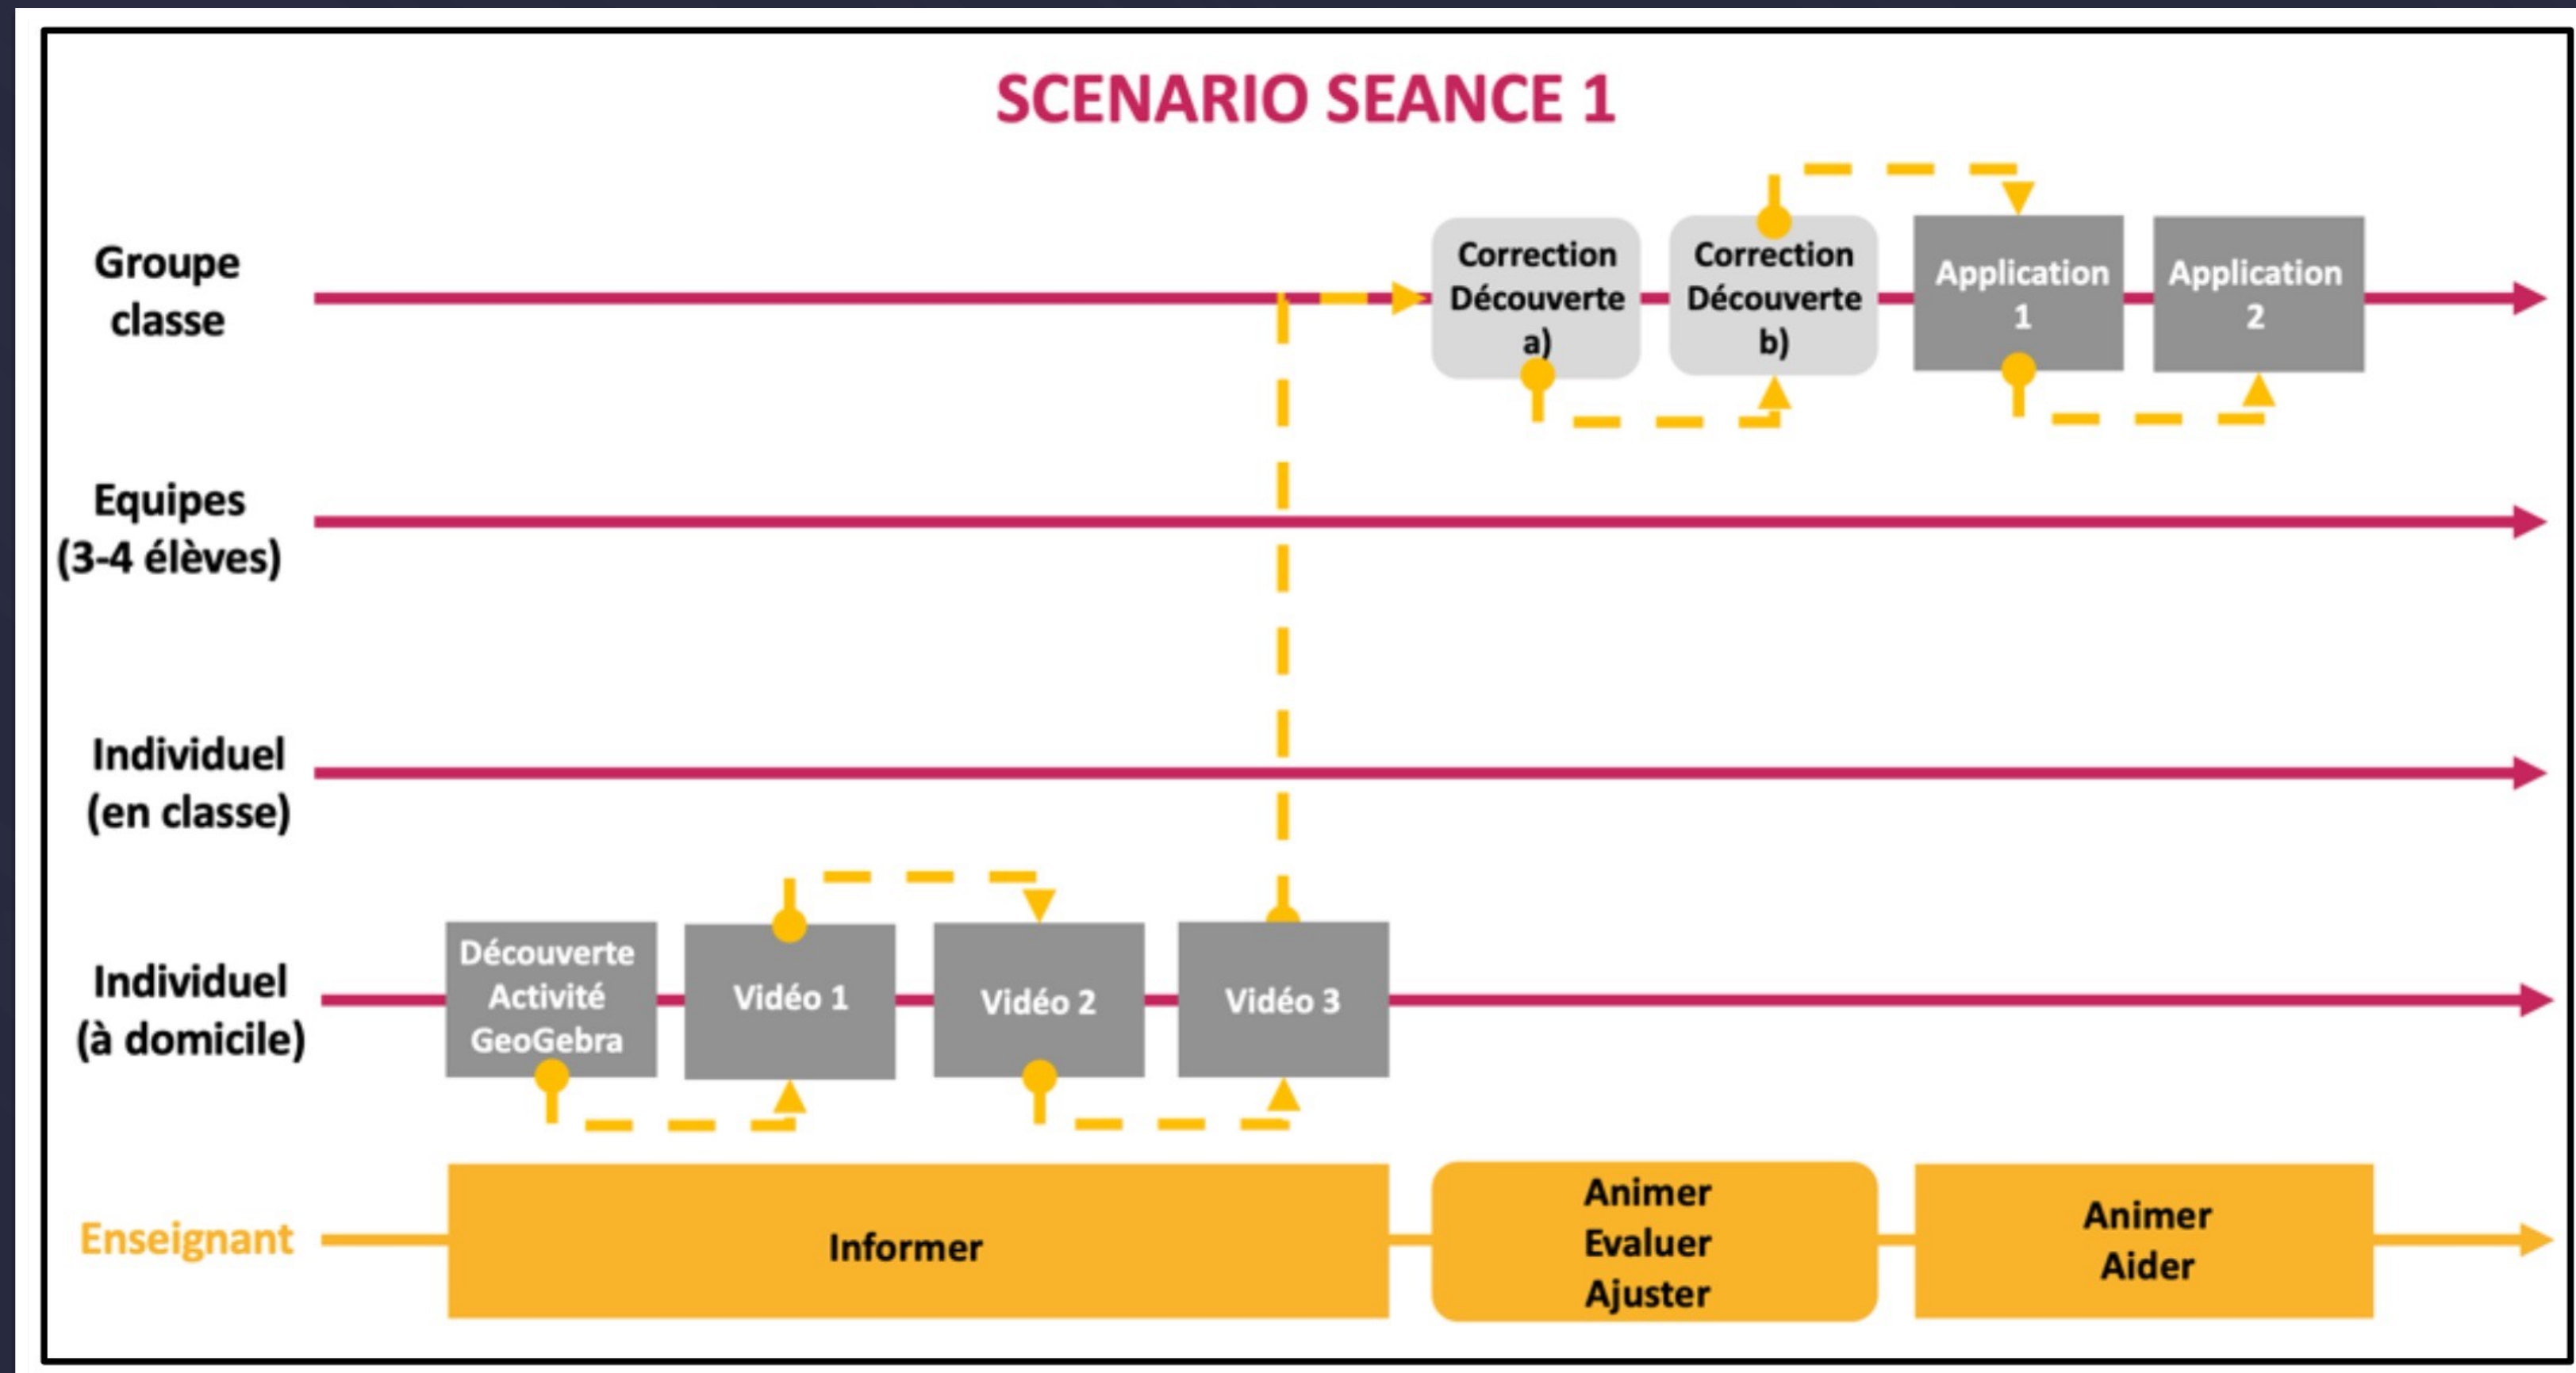 SCENARIO SEANCE 1
Groupe
classe
Correction
Découverte
a)
Correction
Découverte
b)
Application
1
Application
2
Equipes
(3-4 élèves)
Individuel
(en classe)
Individuel
(à domicile)
Découverte
Activité
GeoGebra
Vidéo 1
Vidéo 2
Vidéo 3
Enseignant
Informer
Animer
Evaluer
Ajuster
Animer
Aider